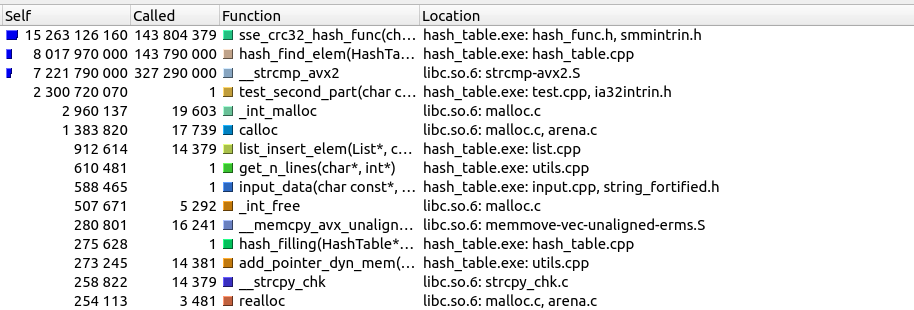 Self Called Function Location
15 263 126 160 143 804 379 sse_crc32_hash_func(ch... hash_table.exe: hash_func.h, smmintrin.h
8 017 970 000 143 790 000 hash_find_elem(HashTa... hash_table.exe: hash_table.cpp
7 221 790 000 327 290 000 __strcmp_avx2 libc.so.6: strcmp-avx2.S
2 300 720 070 1 test_second_part(char c... hash_table.exe: test.cpp, ia32intrin.h
2 960 137 19 603 _int_malloc libc.so.6: malloc.c
1 383 820 17 739 calloc libc.so.6: malloc.c, arena.c
912 614 14 379 list_insert_elem(List*, c... hash_table.exe: list.cpp
610 481 1 get_n_lines(char*, int*) hash_table.exe: utils.cpp
588 465 1 input_data(char const*, ... hash_table.exe: input.cpp, string_fortified.h
507 671 5 292 _int_free libc.so.6: malloc.c
280 801 16 241 __memcpy_avx_unalign... libc.so.6: memmove-vec-unaligned-erms.S
275 628 1 hash_filling(HashTable*... hash_table.exe: hash_table.cpp
273 245 14 381 add_pointer_dyn_mem(... hash_table.exe: utils.cpp
258 822 14 379 __strcpy_chk libc.so.6: strcpy_chk.c
254 113 3 481 realloc libc.so.6: malloc.c, arena.c